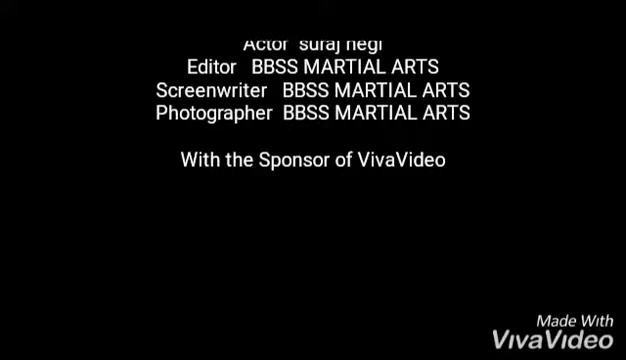 Actor suraj negi
Editor BBSS MARTIAL ARTS
Screenwriter BBSS MARTIAL ARTS
Photographer BBSS MARTIAL ARTS
With the Sponsor of VivaVideo
Made With
VivaVideo